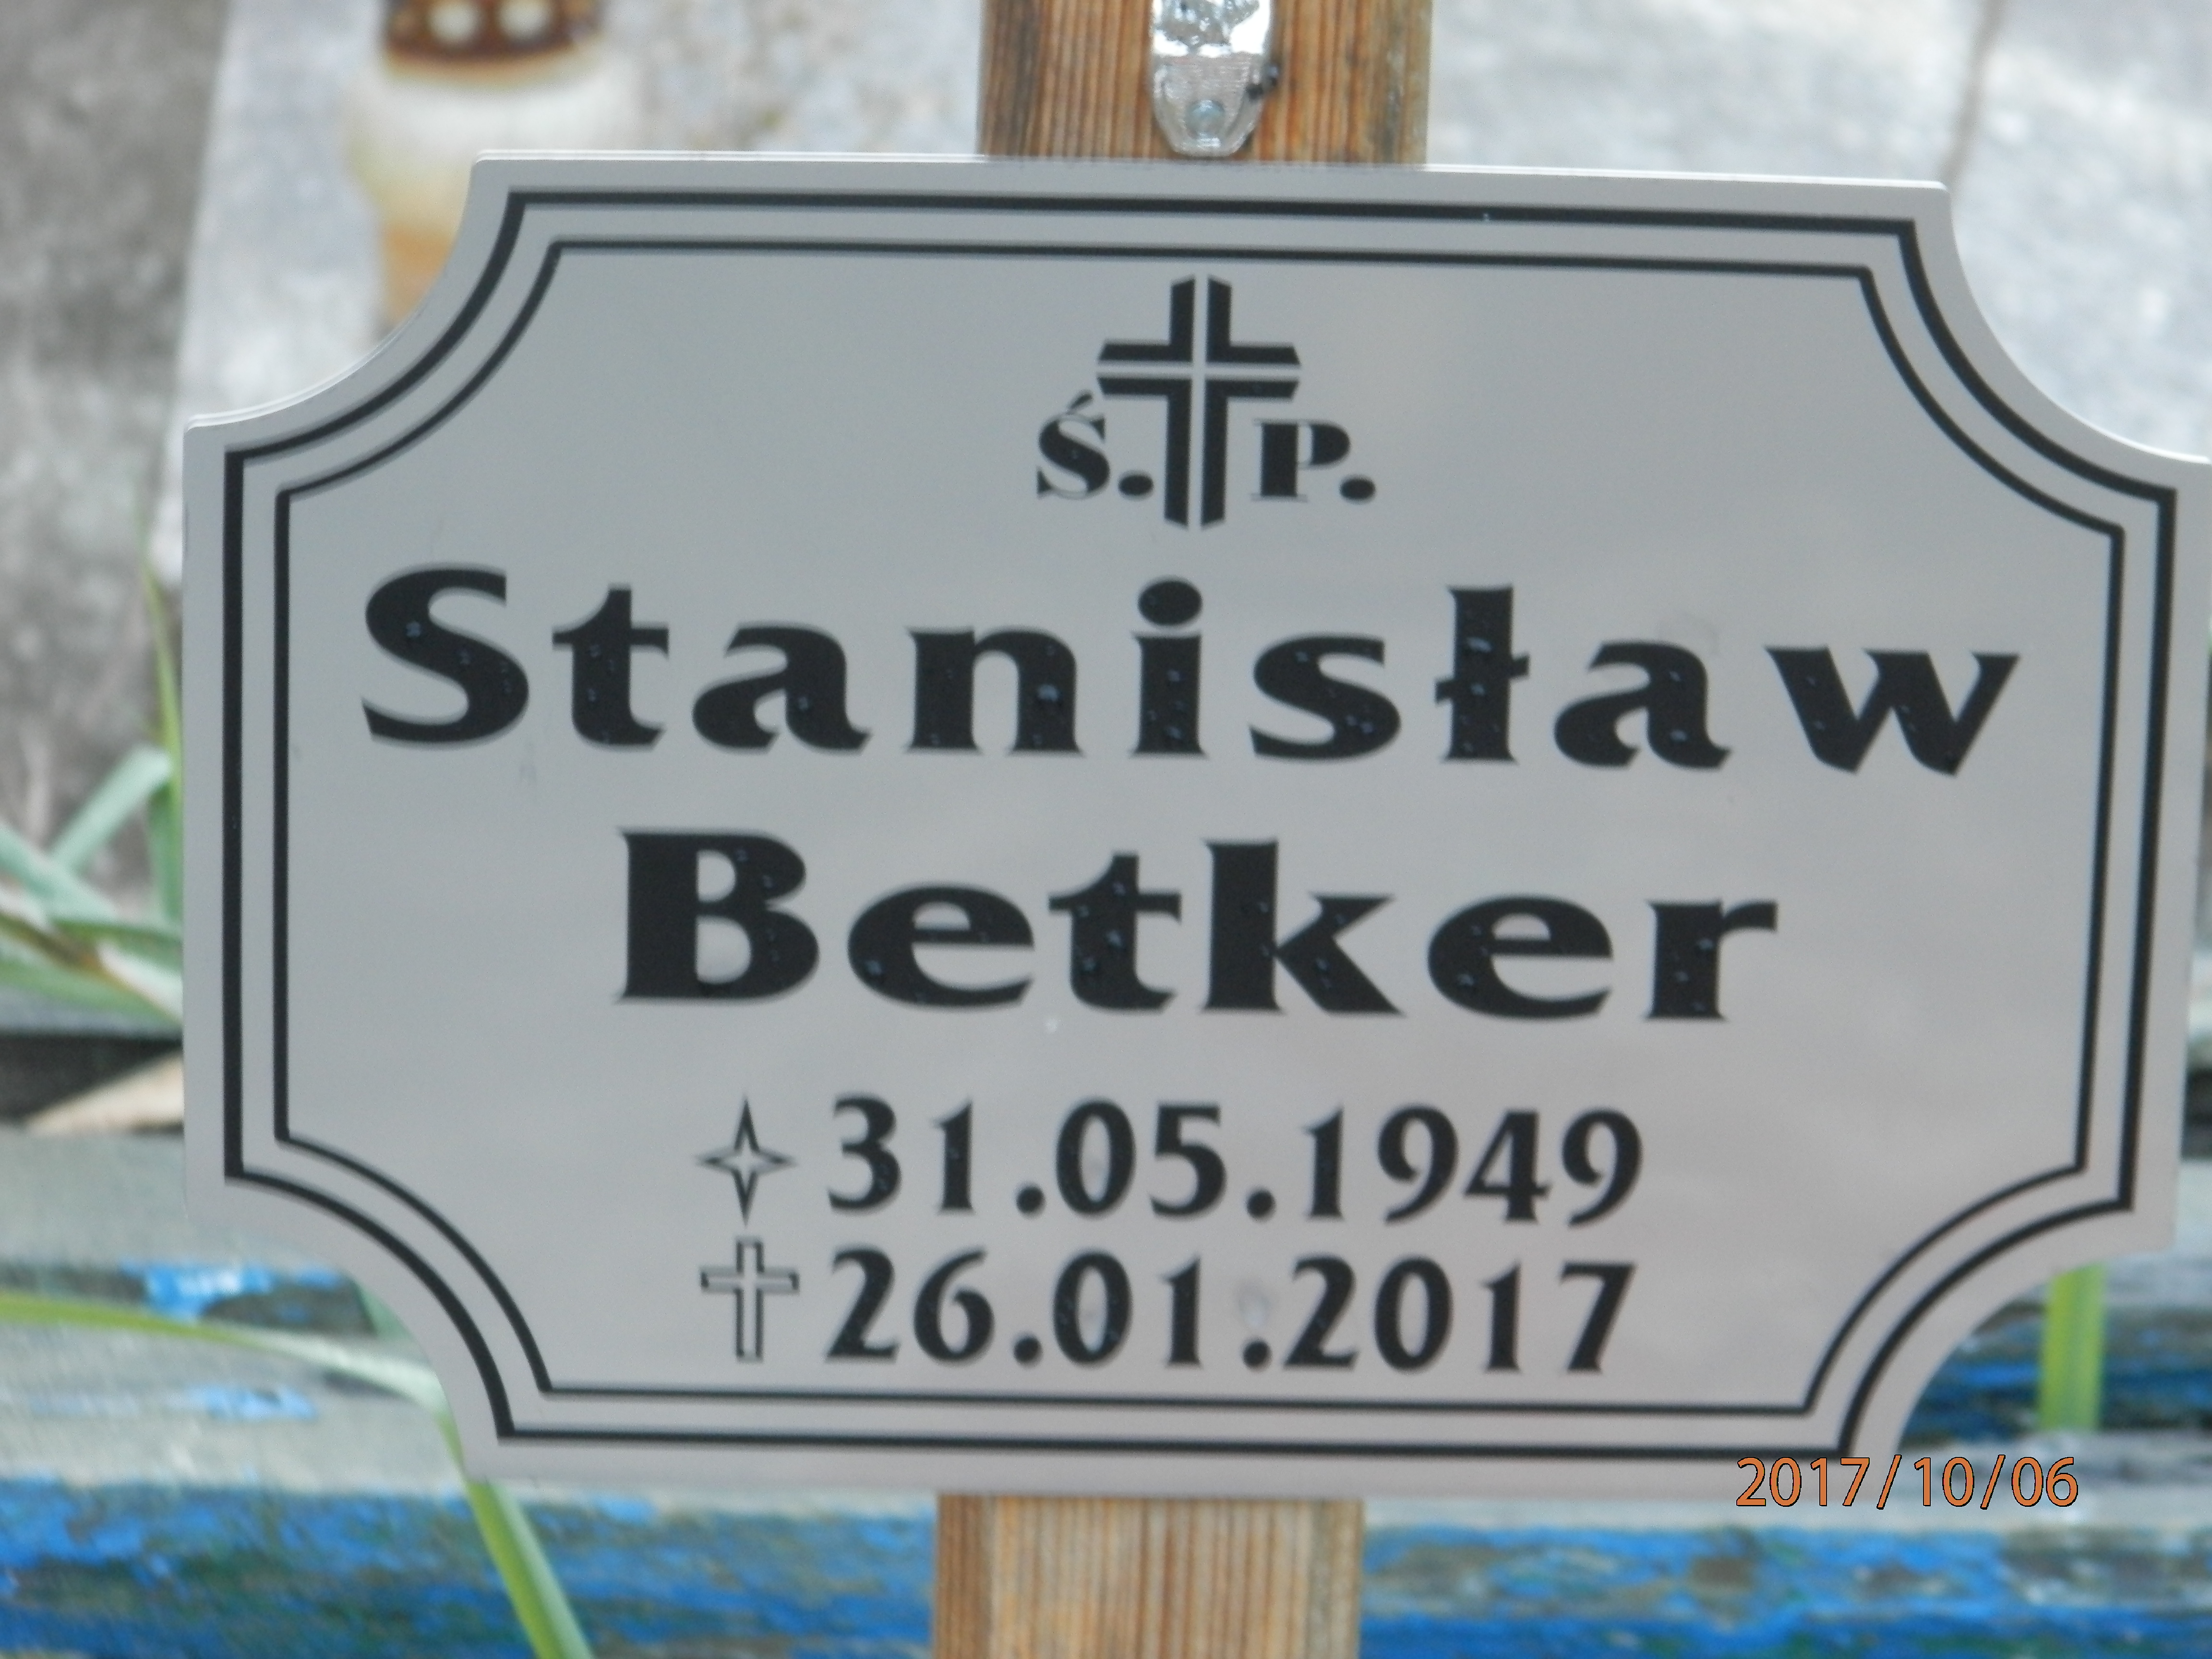 Ś. P.
Stanisław
Betker
31.05.1949
26.01.2017
2017/10/06